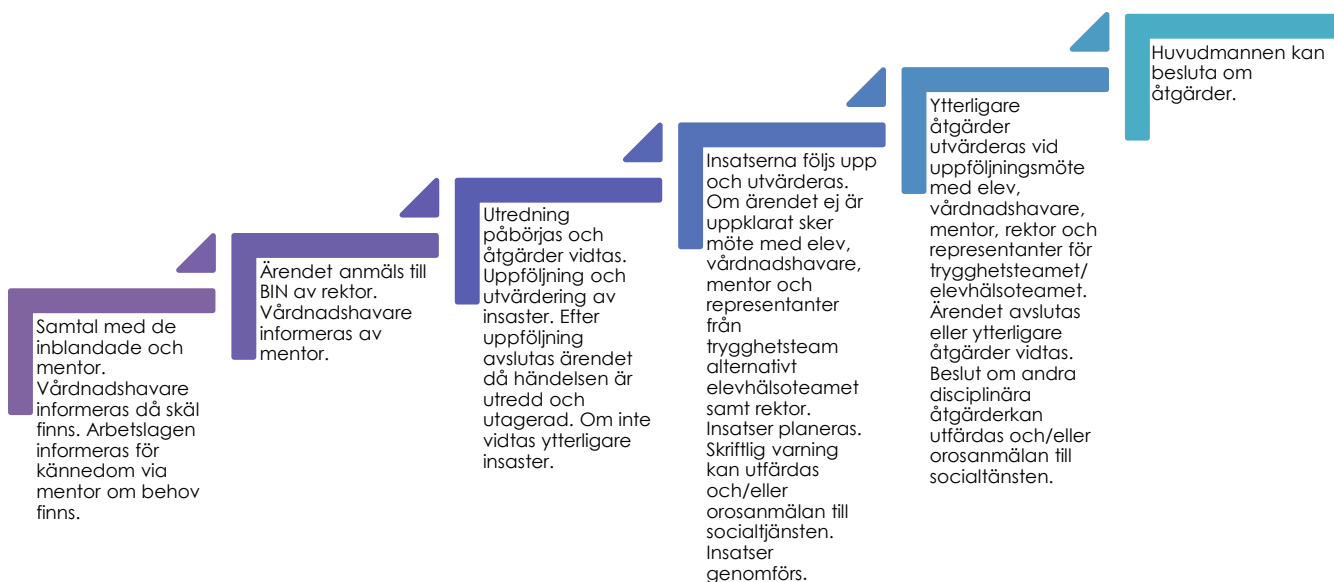 Samtal med de
inblandade och
mentor.
Vårdnadshavare
informeras då skäl
finns. Arbetslagen
informeras för
kännedom via
mentor om behov
finns.
Ärendet anmäls till
BIN av rektor.
Vårdnadshavare
informeras av
mentor.
Utredning
påbörjas och
åtgärder vidtas.
Uppföljning och
utvärdering av
insaster. Efter
uppföljning
avslutas ärendet
då händelsen är
utredd och
utagerad. Om inte
vidtas ytterligare
insaster.
Insatserna följs upp
och utvärderas.
Om ärendet ej är
uppklarat sker
möte med elev,
vårdnadshavare,
mentor och
representanter
från
trygghetsteam
alternativt
elevhälsoteamet
samt rektor.
Insatser planeras.
Skriftlig varning
kan utfärdas
och/eller
orosanmälan till
socialtjänsten.
Insatser
genomförs.
Ytterligare
åtgärder
utvärderas vid
uppföljningsmöte
med elev,
vårdnadshavare,
mentor, rektor och
representanter för
trygghetsteamet/
elevhälsoteamet.
Ärendet avslutas
eller ytterligare
åtgärder vidtas.
Beslut om andra
disciplinära
åtgärderkan
utfärdas och/eller
orosanmälan till
socialtänsten.
Huvudmannen kan
besluta om
åtgärder.